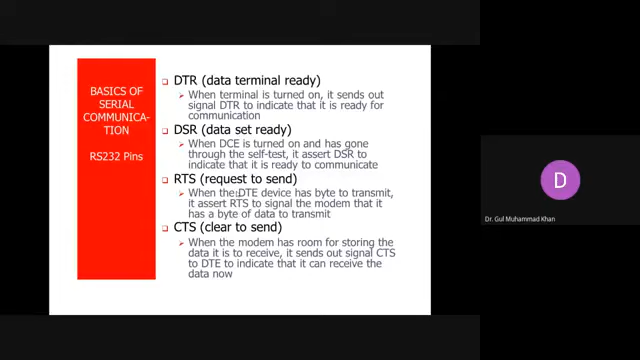 BASICS OF
SERIAL
COMMUNICA-
TION
RS232 Pins
DTR (data terminal ready)
When terminal is turned on, it sends out
signal DTR to indicate that it is ready for
communication
DSR (data set ready)
When DCE is turned on and has gone
through the self-test, it assert DSR to
indicate that it is ready to communicate
RTS (request to send)
When the DTE device has byte to transmit,
it assert RTS to signal the modem that it
has a byte of data to transmit
CTS (clear to send)
When the modem has room for storing the
data it is to receive, it sends out signal CTS
to DTE to indicate that it can receive the
data now
D
Dr. Gul Muhammad Khan